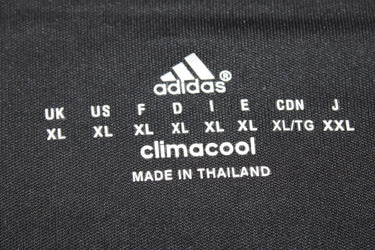 adidas®
UK US F D I E CDN J
XL XL XL XL XL XL XL/TG XXL
climacool
MADE IN THAILAND